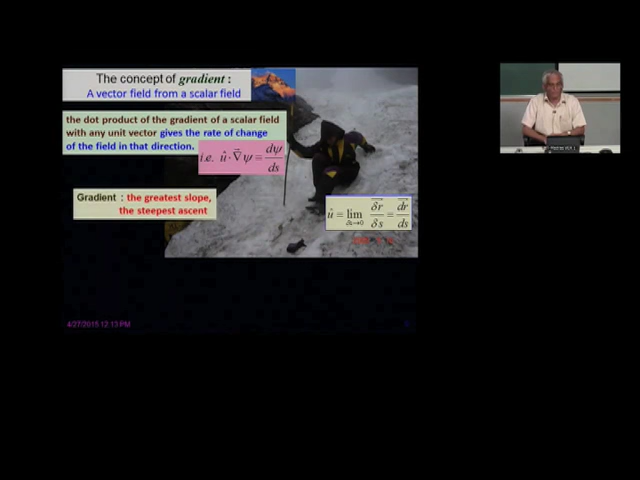 The concept of gradient :
A vector field from a scalar field
the dot product of the gradient of a scalar field
with any unit vector gives the rate of change
of the field in that direction.
i.e. û · ∇⃗ψ = dψ/ds
Gradient : the greatest slope,
the steepest ascent
û = lim δs→0 δr⃗/δs = dr⃗/ds
4/27/2015 12:13 PM